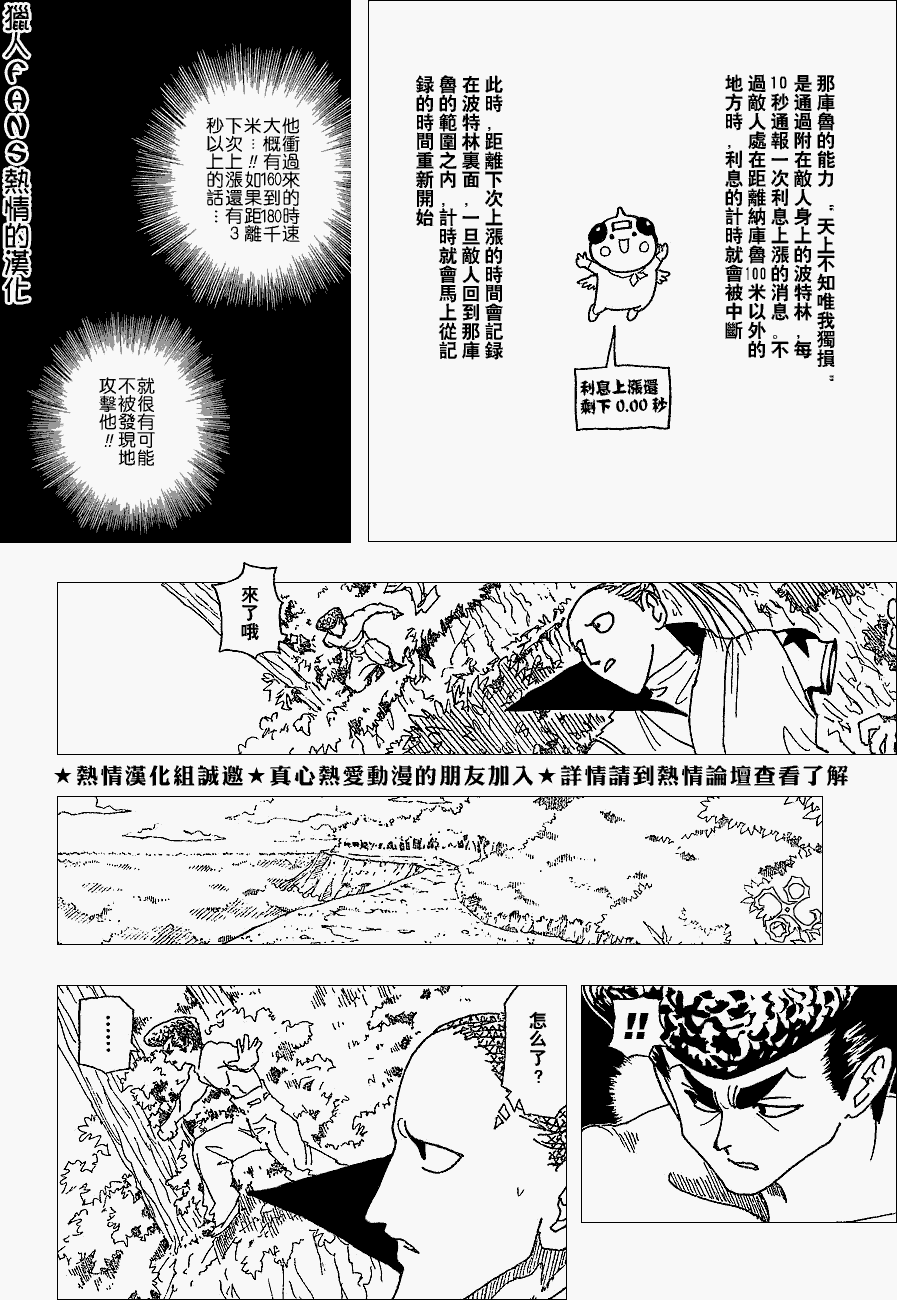 那庫魯的能力〝天上不知唯我獨損〞
是通過附在敵人身上的波特林,每
10秒通報一次利息上漲的消息。不
過敵人處在距離納庫魯100米以外的
地方時,利息的計時就會被中斷
利息上漲還
剩下 0.00 秒
此時,距離下次上漲的時間會記錄
在波特林裏面,一旦敵人回到那庫
魯的範圍之內,計時就會馬上從記
録的時間重新開始
他衝過來的時速
大概有160到180千
米…!!如果距離
下次上漲還有3
秒以上的話…
就很有可能
不被發現地
攻擊他!!
獵人FANS熱情的漢化
來了哦
★熱情漢化組誠邀★真心熱愛動漫的朋友加入★詳情請到熱情論壇查看了解
!!
怎么了?
……